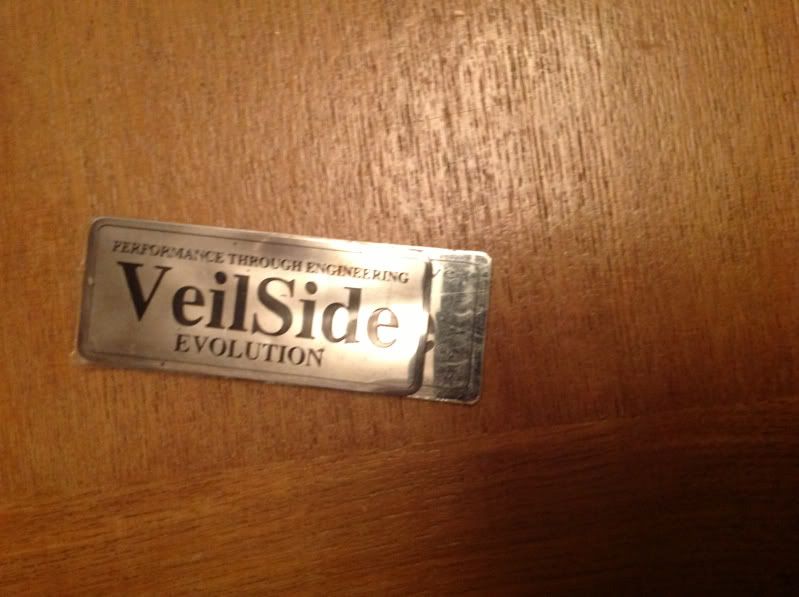 PERFORMANCE THROUGH ENGINEERING
VeilSide
EVOLUTION